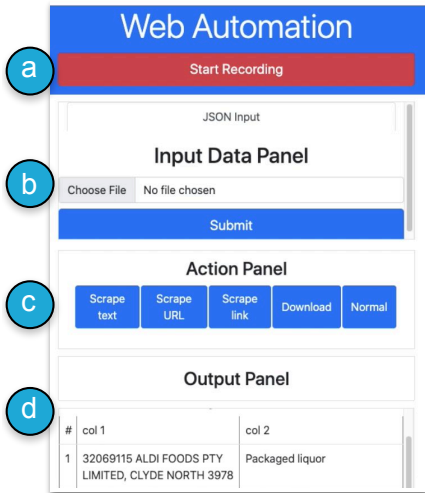 Web Automation
a
Start Recording
JSON Input
Input Data Panel
b
Choose File No file chosen
Submit
Action Panel
c
Scrape text
Scrape URL
Scrape link
Download
Normal
Output Panel
d
# col 1 col 2
1 32069115 ALDI FOODS PTY Packaged liquor
LIMITED, CLYDE NORTH 3978